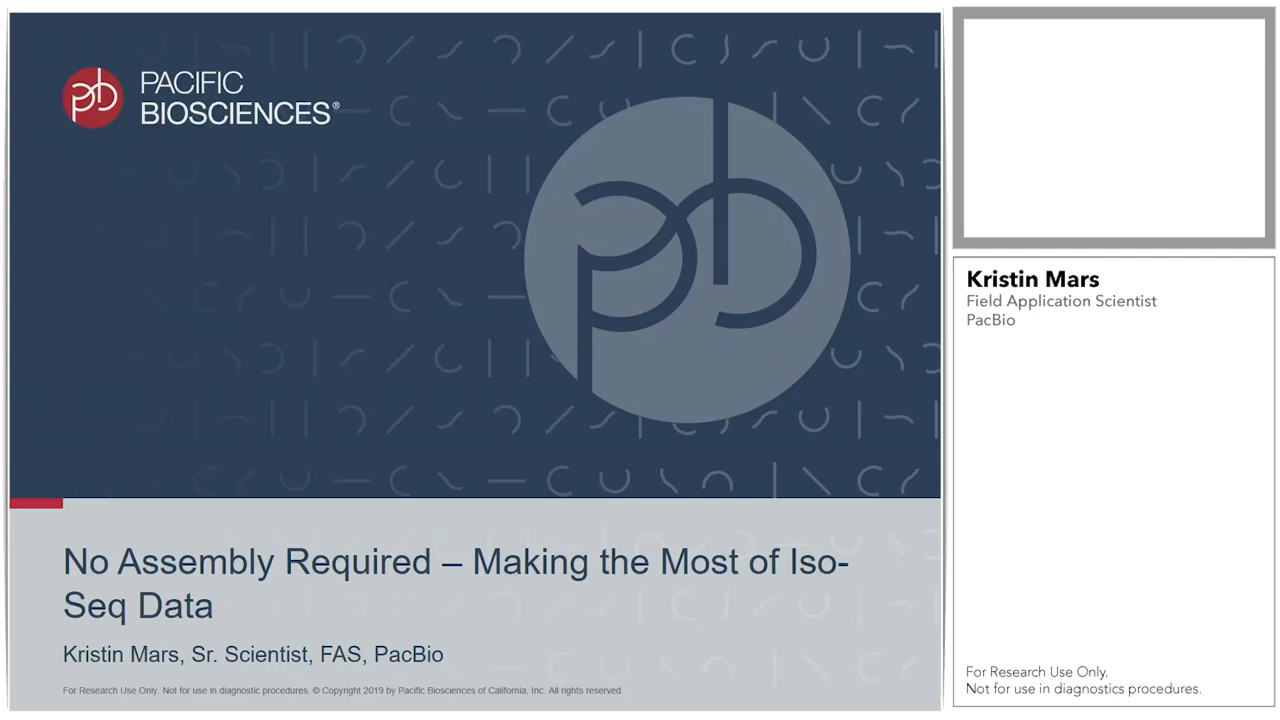 pb PACIFIC
BIOSCIENCES®
No Assembly Required – Making the Most of Iso-
Seq Data
Kristin Mars, Sr. Scientist, FAS, PacBio
For Research Use Only. Not for use in diagnostic procedures. © Copyright 2019 by Pacific Biosciences of California, Inc. All rights reserved.
Kristin Mars
Field Application Scientist
PacBio
For Research Use Only.
Not for use in diagnostics procedures.